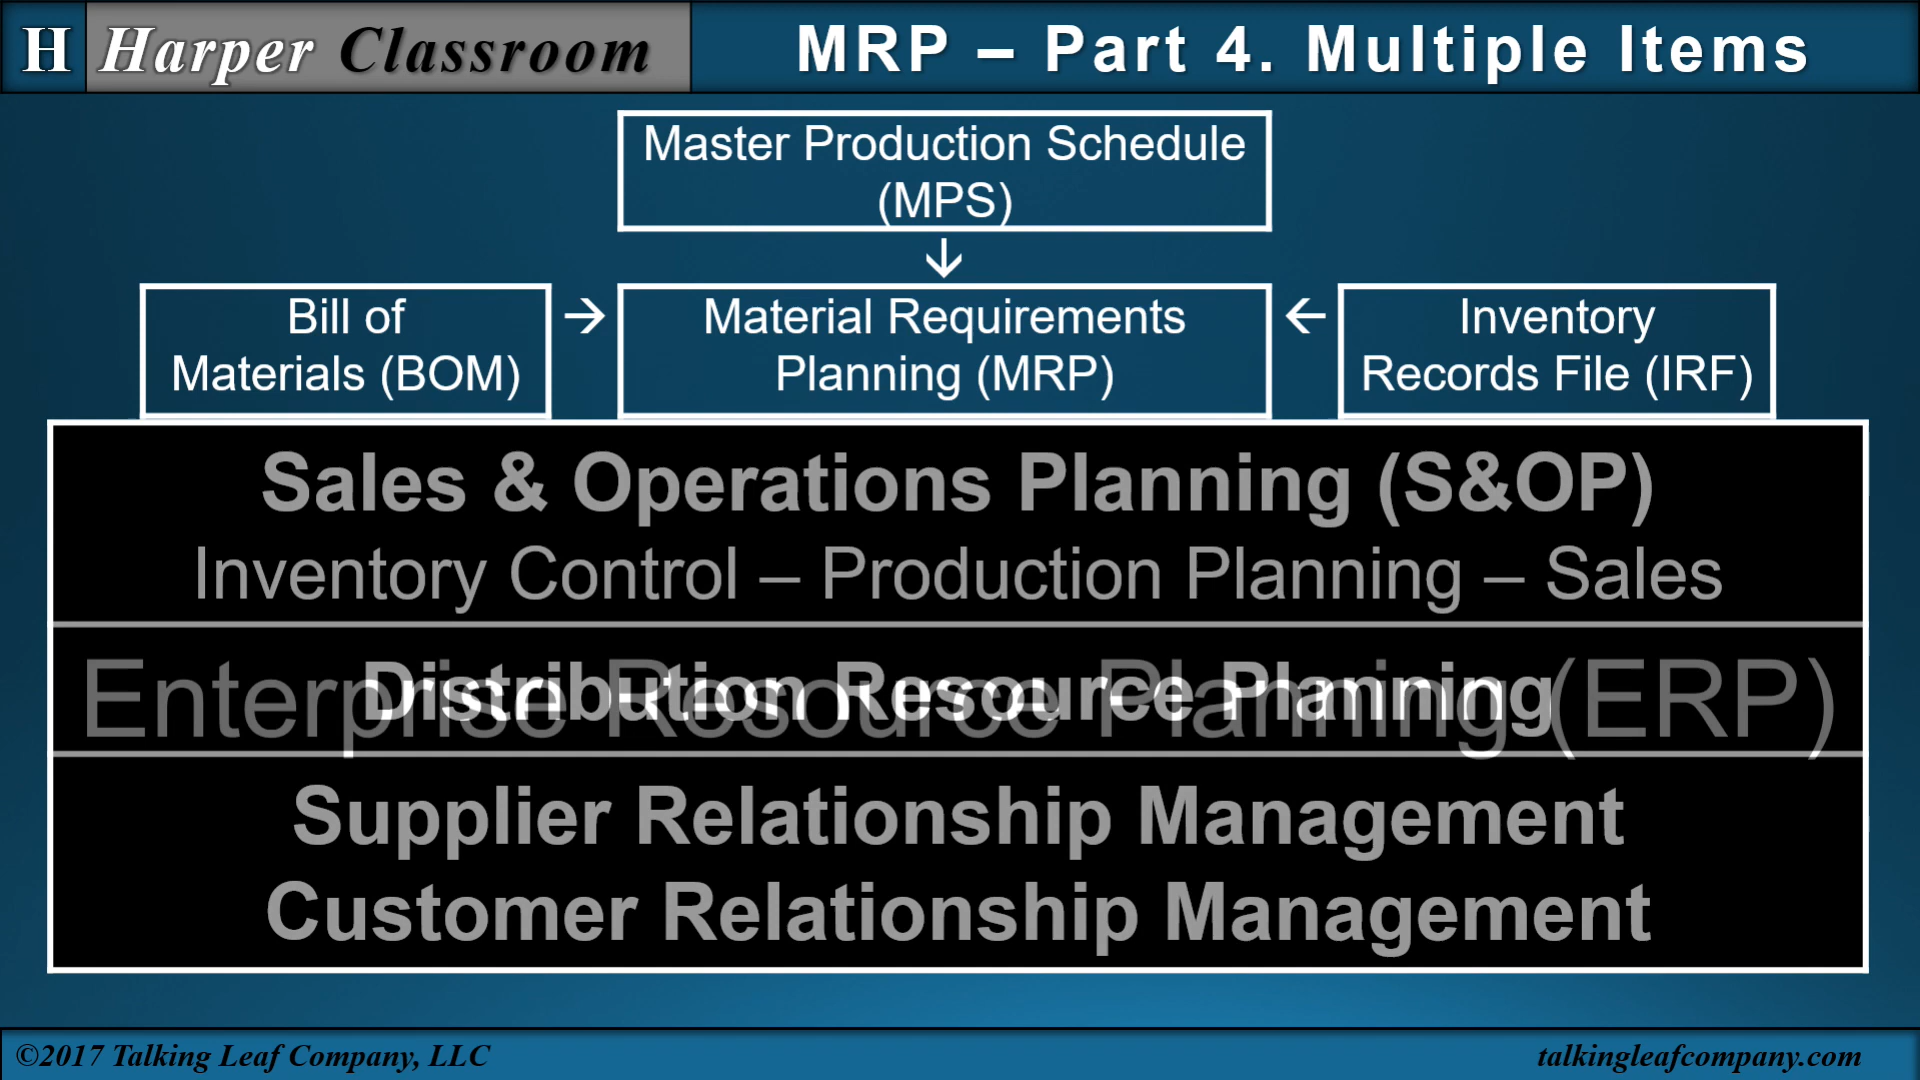 H Harper Classroom
MRP – Part 4. Multiple Items
Master Production Schedule
(MPS)
↓
Bill of
Materials (BOM)
→
Material Requirements
Planning (MRP)
←
Inventory
Records File (IRF)
Sales & Operations Planning (S&OP)
Inventory Control – Production Planning – Sales
Enterprise Resource Planning (ERP)
Distribution Resource Planning
Supplier Relationship Management
Customer Relationship Management
©2017 Talking Leaf Company, LLC
talkingleafcompany.com